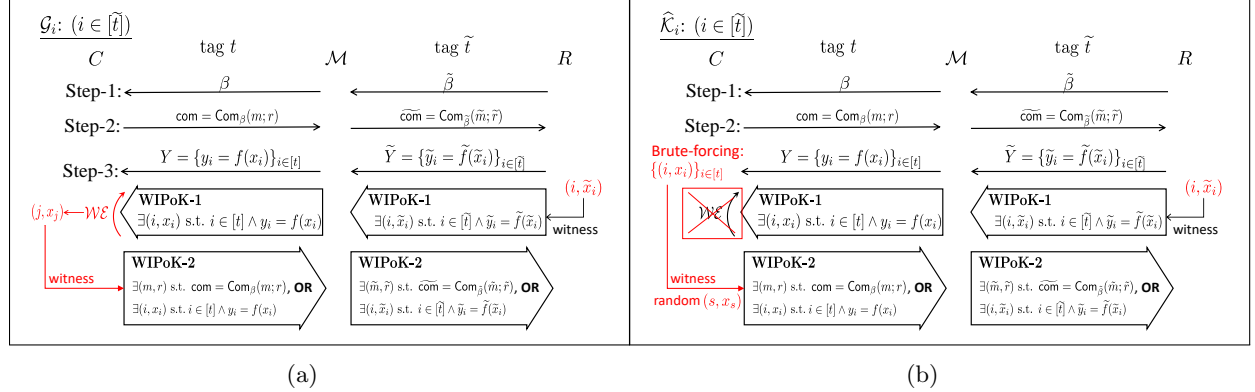 𝒢ᵢ: (i ∈ [t̃])
tag t
tag t̃
C
ℳ
R
Step-1:
β
β̃
Step-2:
com = Com_β(m; r)
c̃om = Com_β̃(m̃; r̃)
Step-3:
Y = {yᵢ = f(xᵢ)}_{i∈[t]}
Ỹ = {ỹᵢ = f̃(x̃ᵢ)}_{i∈[t̃]}
(j, xⱼ)
𝒲ℰ
WIPoK-1
∃(i, xᵢ) s.t. i ∈ [t] ∧ yᵢ = f(xᵢ)
WIPoK-1
∃(i, x̃ᵢ) s.t. i ∈ [t̃] ∧ ỹᵢ = f̃(x̃ᵢ)
(i, x̃ᵢ)
witness
witness
WIPoK-2
∃(m, r) s.t. com = Com_β(m; r), OR
∃(i, xᵢ) s.t. i ∈ [t] ∧ yᵢ = f(xᵢ)
WIPoK-2
∃(m̃, r̃) s.t. c̃om = Com_β̃(m̃; r̃), OR
∃(i, x̃ᵢ) s.t. i ∈ [t̃] ∧ ỹᵢ = f̃(x̃ᵢ)
(a)
𝒦̂ᵢ: (i ∈ [t̃])
tag t
tag t̃
C
ℳ
R
Step-1:
β
β̃
Step-2:
com = Com_β(m; r)
c̃om = Com_β̃(m̃; r̃)
Brute-forcing:
{(i, xᵢ)}_{i∈[t]}
Y = {yᵢ = f(xᵢ)}_{i∈[t]}
Ỹ = {ỹᵢ = f̃(x̃ᵢ)}_{i∈[t̃]}
𝒲ℰ
WIPoK-1
∃(i, xᵢ) s.t. i ∈ [t] ∧ yᵢ = f(xᵢ)
WIPoK-1
∃(i, x̃ᵢ) s.t. i ∈ [t̃] ∧ ỹᵢ = f̃(x̃ᵢ)
(i, x̃ᵢ)
witness
witness
random (s, xₛ)
WIPoK-2
∃(m, r) s.t. com = Com_β(m; r), OR
∃(i, xᵢ) s.t. i ∈ [t] ∧ yᵢ = f(xᵢ)
WIPoK-2
∃(m̃, r̃) s.t. c̃om = Com_β̃(m̃; r̃), OR
∃(i, x̃ᵢ) s.t. i ∈ [t̃] ∧ ỹᵢ = f̃(x̃ᵢ)
(b)